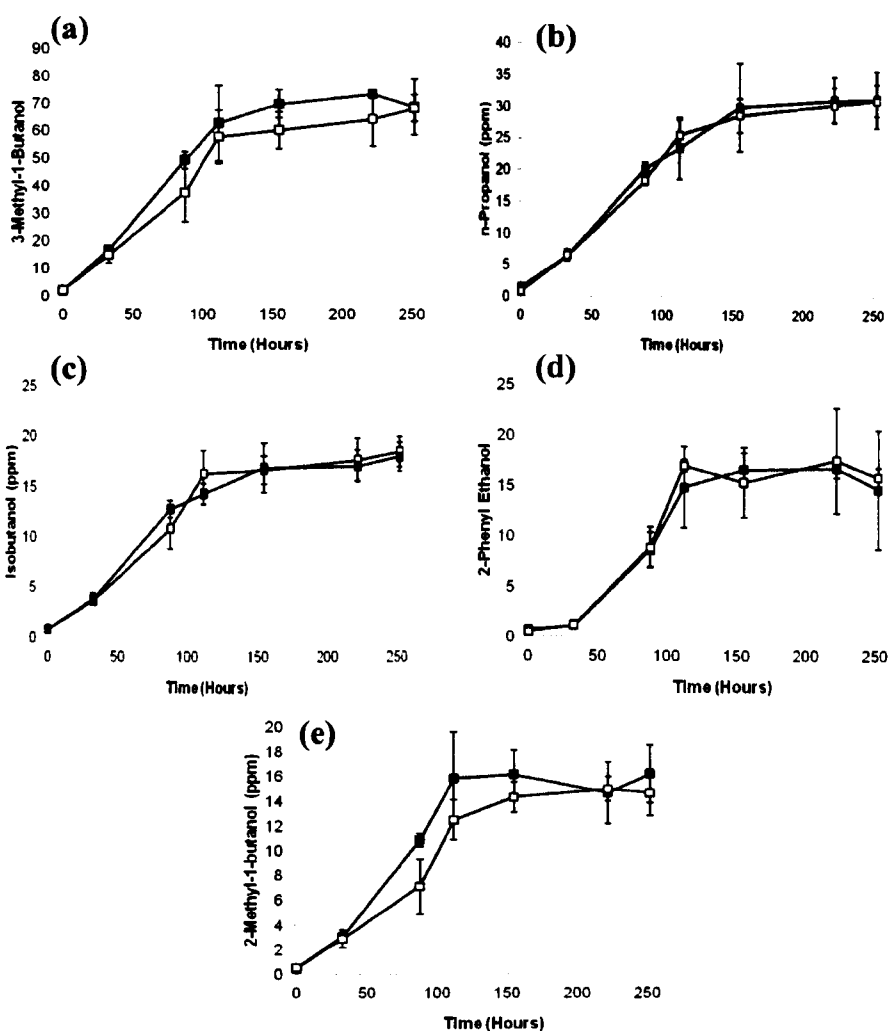 (a)
3-Methyl-1-Butanol
90
80
70
60
50
40
30
20
10
0
0 50 100 150 200 250
Time (Hours)
(b)
n-Propanol (ppm)
40
35
30
25
20
15
10
5
0
0 50 100 150 200 250
Time (Hours)
(c)
Isobutanol (ppm)
25
20
15
10
5
0
0 50 100 150 200 250
Time (Hours)
(d)
2-Phenyl Ethanol
25
20
15
10
5
0
0 50 100 150 200 250
Time (Hours)
(e)
2-Methyl-1-butanol (ppm)
20
18
16
14
12
10
8
6
4
2
0
0 50 100 150 200 250
Time (Hours)